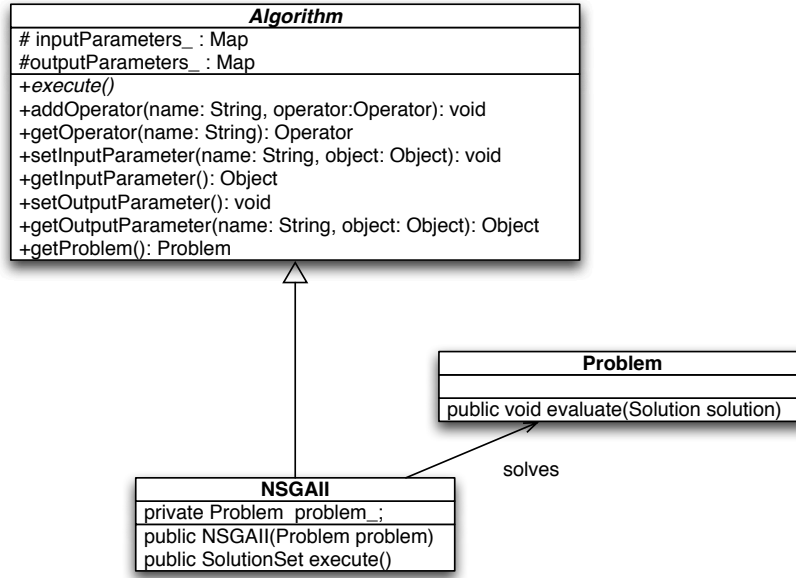 Algorithm
# inputParameters_ : Map
#outputParameters_ : Map
+execute()
+addOperator(name: String, operator:Operator): void
+getOperator(name: String): Operator
+setInputParameter(name: String, object: Object): void
+getInputParameter(): Object
+setOutputParameter(): void
+getOutputParameter(name: String, object: Object): Object
+getProblem(): Problem
Problem
public void evaluate(Solution solution)
solves
NSGAII
private Problem problem_;
public NSGAII(Problem problem)
public SolutionSet execute()